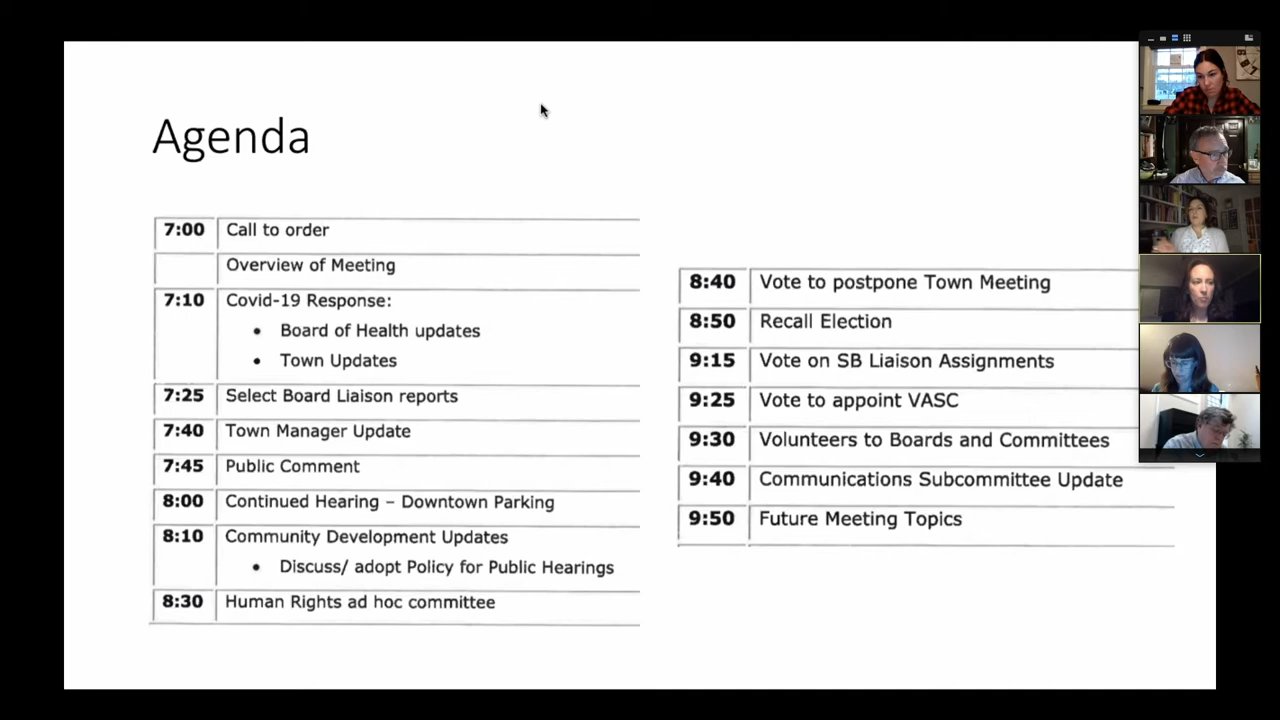 Agenda
7:00 Call to order
Overview of Meeting
7:10 Covid-19 Response:
• Board of Health updates
• Town Updates
7:25 Select Board Liaison reports
7:40 Town Manager Update
7:45 Public Comment
8:00 Continued Hearing – Downtown Parking
8:10 Community Development Updates
• Discuss/ adopt Policy for Public Hearings
8:30 Human Rights ad hoc committee
8:40 Vote to postpone Town Meeting
8:50 Recall Election
9:15 Vote on SB Liaison Assignments
9:25 Vote to appoint VASC
9:30 Volunteers to Boards and Committees
9:40 Communications Subcommittee Update
9:50 Future Meeting Topics